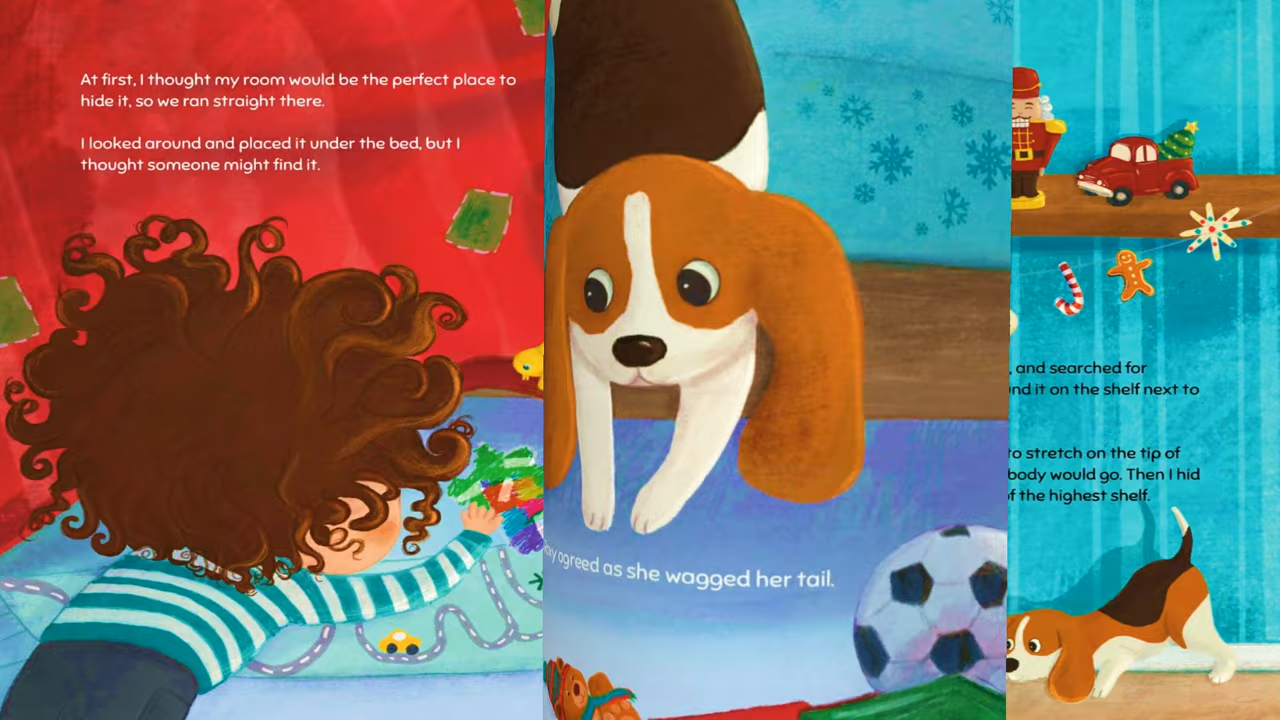 At first, I thought my room would be the perfect place to
hide it, so we ran straight there.
I looked around and placed it under the bed, but I
thought someone might find it.
agreed as she wagged her tail.
, and searched for
it on the shelf next to
to stretch on the tip of
body would go. Then I hid
of the highest shelf.